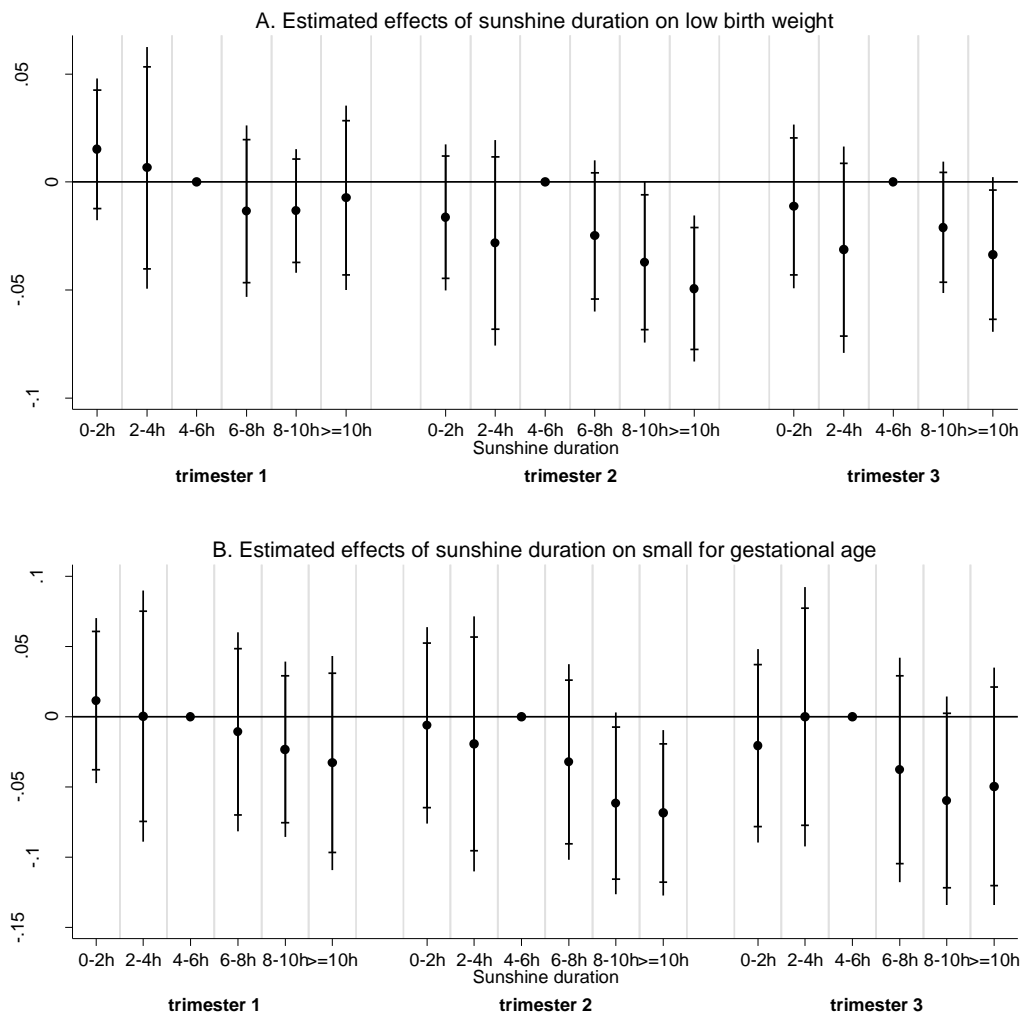 A. Estimated effects of sunshine duration on low birth weight
.05
0
-.05
-.1
0-2h 2-4h 4-6h 6-8h 8-10h >=10h 0-2h 2-4h 4-6h 6-8h 8-10h >=10h 0-2h 2-4h 4-6h 8-10h >=10h
Sunshine duration
trimester 1 trimester 2 trimester 3
B. Estimated effects of sunshine duration on small for gestational age
.1
.05
0
-.05
-.1
-.15
0-2h 2-4h 4-6h 6-8h 8-10h >=10h 0-2h 2-4h 4-6h 6-8h 8-10h >=10h 0-2h 2-4h 4-6h 6-8h 8-10h >=10h
Sunshine duration
trimester 1 trimester 2 trimester 3